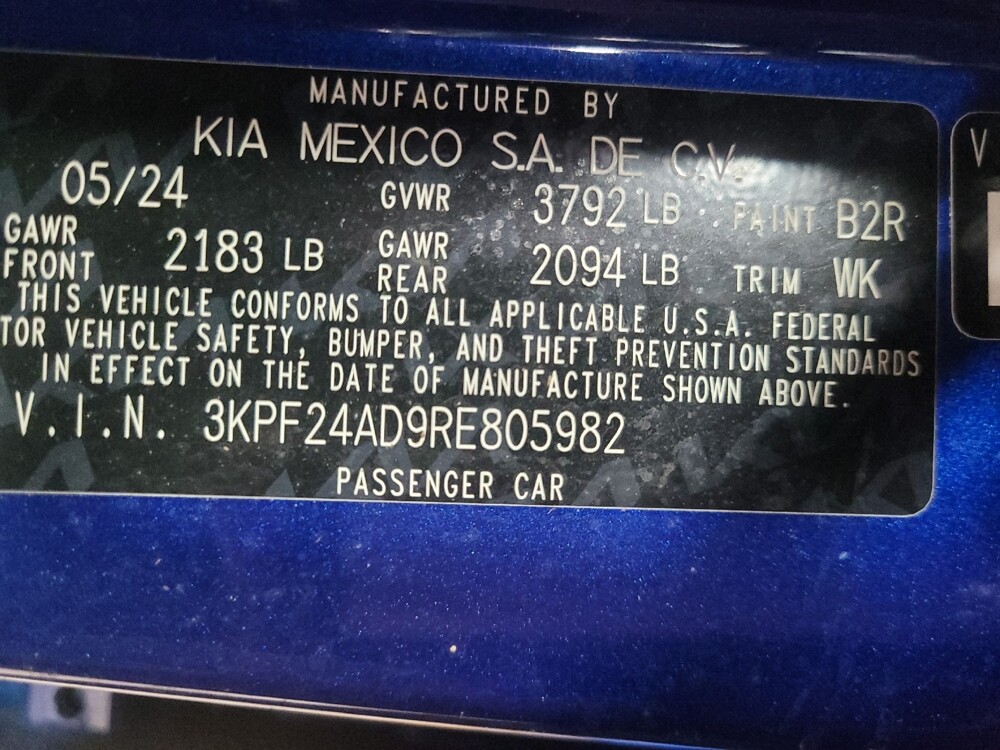 MANUFACTURED BY
KIA MEXICO S.A. DE C.V.
05/24 GVWR 3792 LB PAINT B2R
GAWR FRONT 2183 LB GAWR REAR 2094 LB TRIM WK
THIS VEHICLE CONFORMS TO ALL APPLICABLE U.S.A. FEDERAL
TOR VEHICLE SAFETY, BUMPER, AND THEFT PREVENTION STANDARDS
IN EFFECT ON THE DATE OF MANUFACTURE SHOWN ABOVE.
V.I.N. 3KPF24AD9RE805982
PASSENGER CAR
V